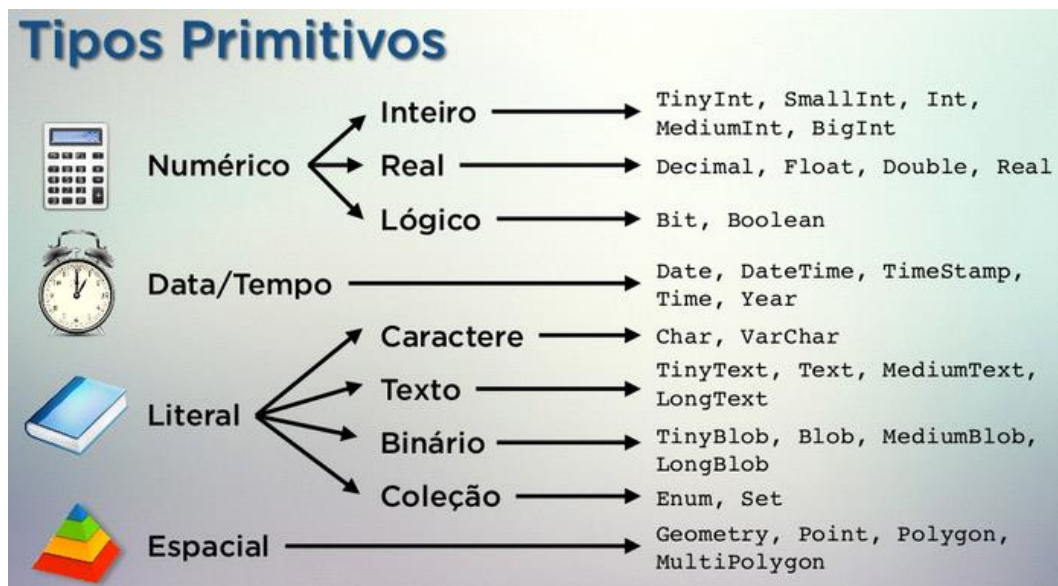 Tipos Primitivos
Numérico
Inteiro
TinyInt, SmallInt, Int,
MediumInt, BigInt
Real
Decimal, Float, Double, Real
Lógico
Bit, Boolean
Data/Tempo
Date, DateTime, TimeStamp,
Time, Year
Literal
Caractere
Char, VarChar
Texto
TinyText, Text, MediumText,
LongText
Binário
TinyBlob, Blob, MediumBlob,
LongBlob
Coleção
Enum, Set
Espacial
Geometry, Point, Polygon,
MultiPolygon